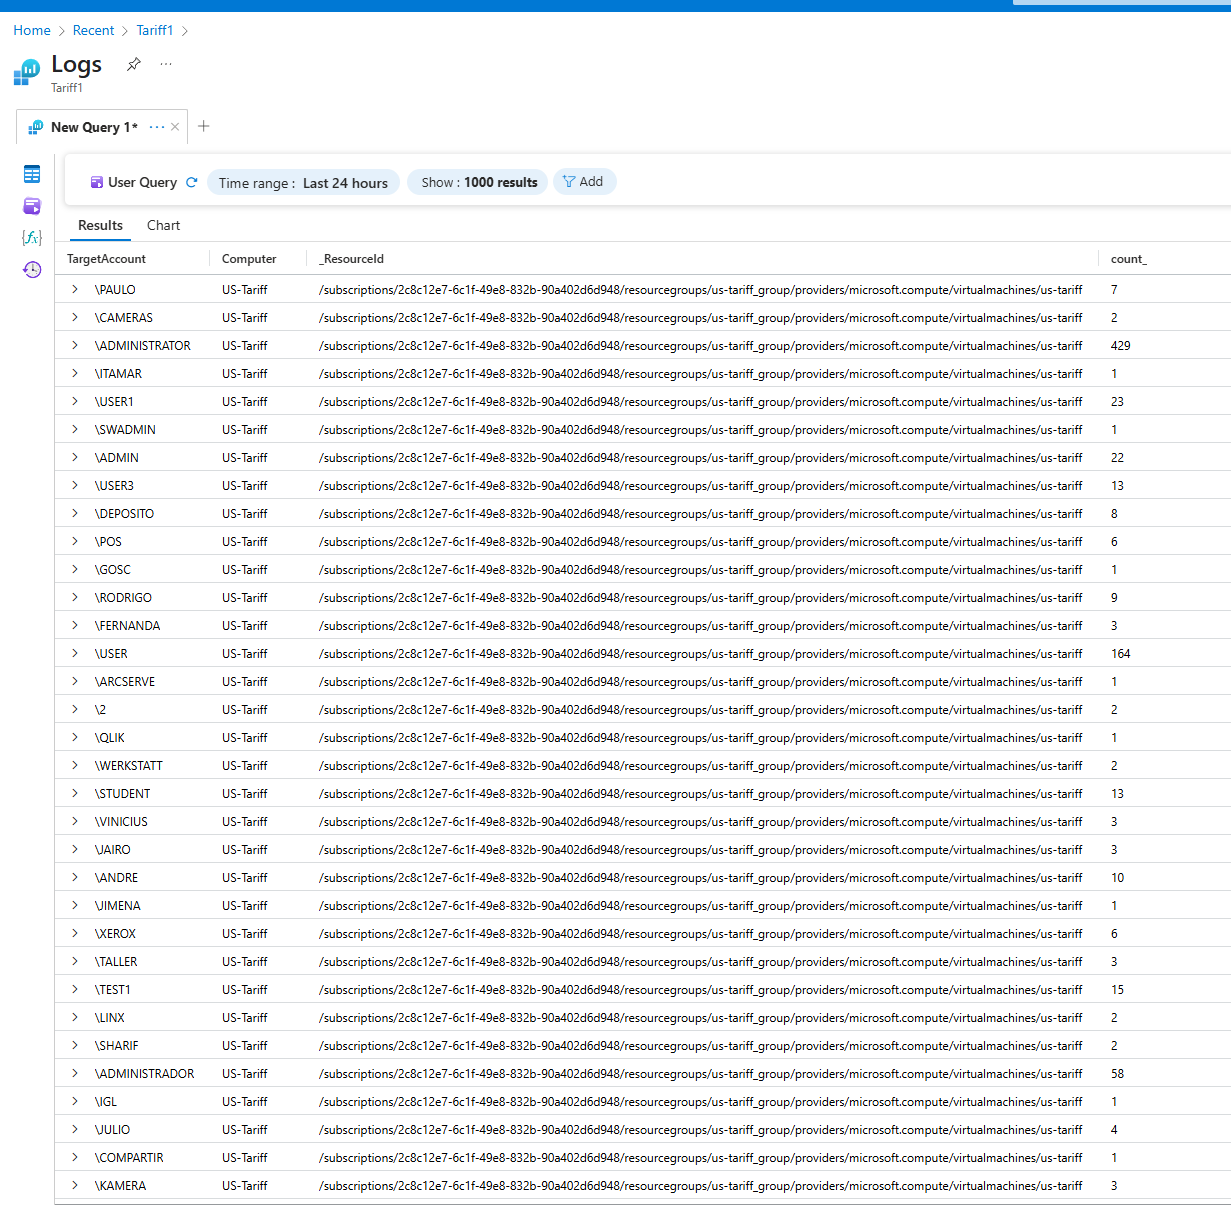 Home > Recent > Tariff1 >
Logs ...
Tariff1
New Query 1* ... × +
User Query Time range : Last 24 hours Show : 1000 results Add
Results Chart
TargetAccount Computer _ResourceId count_
> \PAULO US-Tariff /subscriptions/2c8c12e7-6c1f-49e8-832b-90a402d6d948/resourcegroups/us-tariff_group/providers/microsoft.compute/virtualmachines/us-tariff 7
> \CAMERAS US-Tariff /subscriptions/2c8c12e7-6c1f-49e8-832b-90a402d6d948/resourcegroups/us-tariff_group/providers/microsoft.compute/virtualmachines/us-tariff 2
> \ADMINISTRATOR US-Tariff /subscriptions/2c8c12e7-6c1f-49e8-832b-90a402d6d948/resourcegroups/us-tariff_group/providers/microsoft.compute/virtualmachines/us-tariff 429
> \ITAMAR US-Tariff /subscriptions/2c8c12e7-6c1f-49e8-832b-90a402d6d948/resourcegroups/us-tariff_group/providers/microsoft.compute/virtualmachines/us-tariff 1
> \USER1 US-Tariff /subscriptions/2c8c12e7-6c1f-49e8-832b-90a402d6d948/resourcegroups/us-tariff_group/providers/microsoft.compute/virtualmachines/us-tariff 23
> \SWADMIN US-Tariff /subscriptions/2c8c12e7-6c1f-49e8-832b-90a402d6d948/resourcegroups/us-tariff_group/providers/microsoft.compute/virtualmachines/us-tariff 1
> \ADMIN US-Tariff /subscriptions/2c8c12e7-6c1f-49e8-832b-90a402d6d948/resourcegroups/us-tariff_group/providers/microsoft.compute/virtualmachines/us-tariff 22
> \USER3 US-Tariff /subscriptions/2c8c12e7-6c1f-49e8-832b-90a402d6d948/resourcegroups/us-tariff_group/providers/microsoft.compute/virtualmachines/us-tariff 13
> \DEPOSITO US-Tariff /subscriptions/2c8c12e7-6c1f-49e8-832b-90a402d6d948/resourcegroups/us-tariff_group/providers/microsoft.compute/virtualmachines/us-tariff 8
> \POS US-Tariff /subscriptions/2c8c12e7-6c1f-49e8-832b-90a402d6d948/resourcegroups/us-tariff_group/providers/microsoft.compute/virtualmachines/us-tariff 6
> \GOSC US-Tariff /subscriptions/2c8c12e7-6c1f-49e8-832b-90a402d6d948/resourcegroups/us-tariff_group/providers/microsoft.compute/virtualmachines/us-tariff 1
> \RODRIGO US-Tariff /subscriptions/2c8c12e7-6c1f-49e8-832b-90a402d6d948/resourcegroups/us-tariff_group/providers/microsoft.compute/virtualmachines/us-tariff 9
> \FERNANDA US-Tariff /subscriptions/2c8c12e7-6c1f-49e8-832b-90a402d6d948/resourcegroups/us-tariff_group/providers/microsoft.compute/virtualmachines/us-tariff 3
> \USER US-Tariff /subscriptions/2c8c12e7-6c1f-49e8-832b-90a402d6d948/resourcegroups/us-tariff_group/providers/microsoft.compute/virtualmachines/us-tariff 164
> \ARCSERVE US-Tariff /subscriptions/2c8c12e7-6c1f-49e8-832b-90a402d6d948/resourcegroups/us-tariff_group/providers/microsoft.compute/virtualmachines/us-tariff 1
> \2 US-Tariff /subscriptions/2c8c12e7-6c1f-49e8-832b-90a402d6d948/resourcegroups/us-tariff_group/providers/microsoft.compute/virtualmachines/us-tariff 2
> \QLIK US-Tariff /subscriptions/2c8c12e7-6c1f-49e8-832b-90a402d6d948/resourcegroups/us-tariff_group/providers/microsoft.compute/virtualmachines/us-tariff 1
> \WERKSTATT US-Tariff /subscriptions/2c8c12e7-6c1f-49e8-832b-90a402d6d948/resourcegroups/us-tariff_group/providers/microsoft.compute/virtualmachines/us-tariff 2
> \STUDENT US-Tariff /subscriptions/2c8c12e7-6c1f-49e8-832b-90a402d6d948/resourcegroups/us-tariff_group/providers/microsoft.compute/virtualmachines/us-tariff 13
> \VINICIUS US-Tariff /subscriptions/2c8c12e7-6c1f-49e8-832b-90a402d6d948/resourcegroups/us-tariff_group/providers/microsoft.compute/virtualmachines/us-tariff 3
> \JAIRO US-Tariff /subscriptions/2c8c12e7-6c1f-49e8-832b-90a402d6d948/resourcegroups/us-tariff_group/providers/microsoft.compute/virtualmachines/us-tariff 3
> \ANDRE US-Tariff /subscriptions/2c8c12e7-6c1f-49e8-832b-90a402d6d948/resourcegroups/us-tariff_group/providers/microsoft.compute/virtualmachines/us-tariff 10
> \JIMENA US-Tariff /subscriptions/2c8c12e7-6c1f-49e8-832b-90a402d6d948/resourcegroups/us-tariff_group/providers/microsoft.compute/virtualmachines/us-tariff 1
> \XEROX US-Tariff /subscriptions/2c8c12e7-6c1f-49e8-832b-90a402d6d948/resourcegroups/us-tariff_group/providers/microsoft.compute/virtualmachines/us-tariff 6
> \TALLER US-Tariff /subscriptions/2c8c12e7-6c1f-49e8-832b-90a402d6d948/resourcegroups/us-tariff_group/providers/microsoft.compute/virtualmachines/us-tariff 3
> \TEST1 US-Tariff /subscriptions/2c8c12e7-6c1f-49e8-832b-90a402d6d948/resourcegroups/us-tariff_group/providers/microsoft.compute/virtualmachines/us-tariff 15
> \LINX US-Tariff /subscriptions/2c8c12e7-6c1f-49e8-832b-90a402d6d948/resourcegroups/us-tariff_group/providers/microsoft.compute/virtualmachines/us-tariff 2
> \SHARIF US-Tariff /subscriptions/2c8c12e7-6c1f-49e8-832b-90a402d6d948/resourcegroups/us-tariff_group/providers/microsoft.compute/virtualmachines/us-tariff 2
> \ADMINISTRADOR US-Tariff /subscriptions/2c8c12e7-6c1f-49e8-832b-90a402d6d948/resourcegroups/us-tariff_group/providers/microsoft.compute/virtualmachines/us-tariff 58
> \IGL US-Tariff /subscriptions/2c8c12e7-6c1f-49e8-832b-90a402d6d948/resourcegroups/us-tariff_group/providers/microsoft.compute/virtualmachines/us-tariff 1
> \JULIO US-Tariff /subscriptions/2c8c12e7-6c1f-49e8-832b-90a402d6d948/resourcegroups/us-tariff_group/providers/microsoft.compute/virtualmachines/us-tariff 4
> \COMPARTIR US-Tariff /subscriptions/2c8c12e7-6c1f-49e8-832b-90a402d6d948/resourcegroups/us-tariff_group/providers/microsoft.compute/virtualmachines/us-tariff 1
> \KAMERA US-Tariff /subscriptions/2c8c12e7-6c1f-49e8-832b-90a402d6d948/resourcegroups/us-tariff_group/providers/microsoft.compute/virtualmachines/us-tariff 3